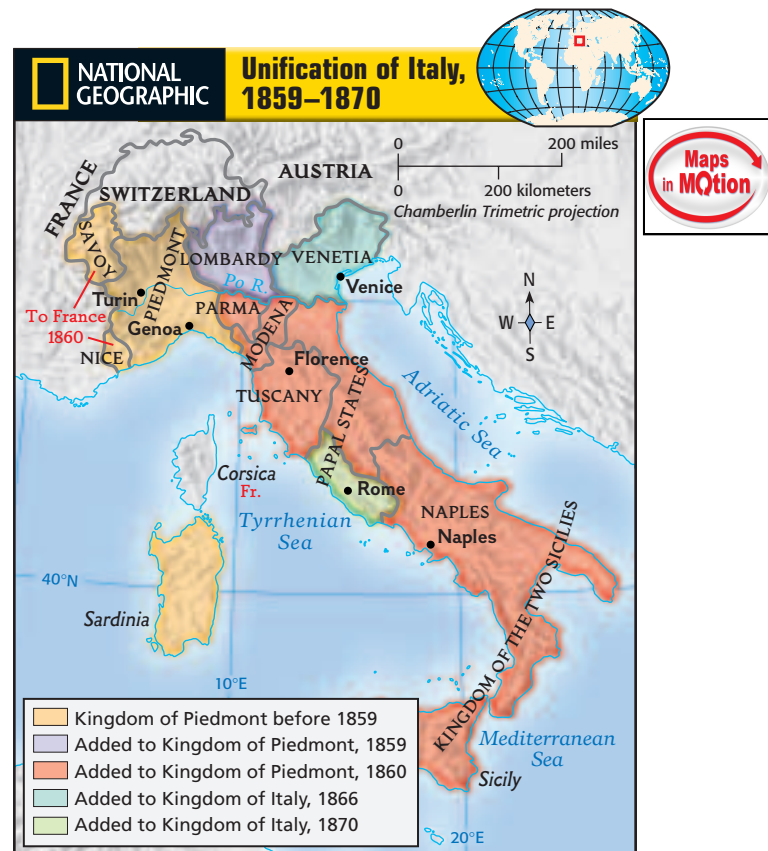 NATIONAL
GEOGRAPHIC
Unification of Italy,
1859–1870
Maps
in MOtion
0 200 miles
0 200 kilometers
Chamberlin Trimetric projection
FRANCE
SWITZERLAND
AUSTRIA
SAVOY
PIEDMONT
LOMBARDY
VENETIA
Po R.
Venice
Turin
PARMA
To France
1860
Genoa
MODENA
NICE
Florence
TUSCANY
PAPAL STATES
Adriatic Sea
N
W E
S
Corsica
Fr.
Rome
Tyrrhenian
Sea
NAPLES
Naples
40°N
Sardinia
KINGDOM OF THE TWO SICILIES
10°E
Mediterranean
Sea
Sicily
20°E
Kingdom of Piedmont before 1859
Added to Kingdom of Piedmont, 1859
Added to Kingdom of Piedmont, 1860
Added to Kingdom of Italy, 1866
Added to Kingdom of Italy, 1870